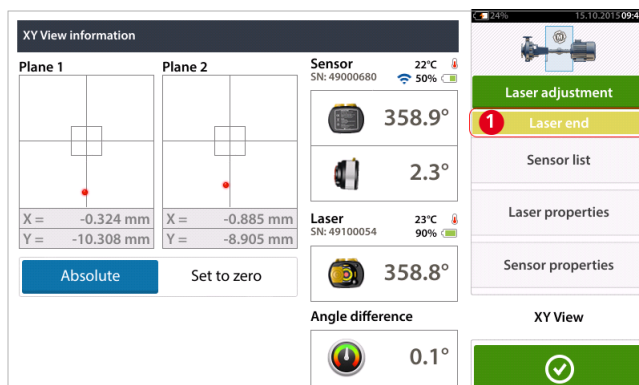 XY View information
24% 15.10.2015 09:4
Plane 1
Plane 2
X = -0.324 mm
Y = -10.308 mm
X = -0.885 mm
Y = -8.905 mm
Absolute
Set to zero
Sensor 22°C
SN: 49000680 50%
358.9°
2.3°
Laser 23°C
SN: 49100054 90%
358.8°
Angle difference
0.1°
Laser adjustment
1 Laser end
Sensor list
Laser properties
Sensor properties
XY View